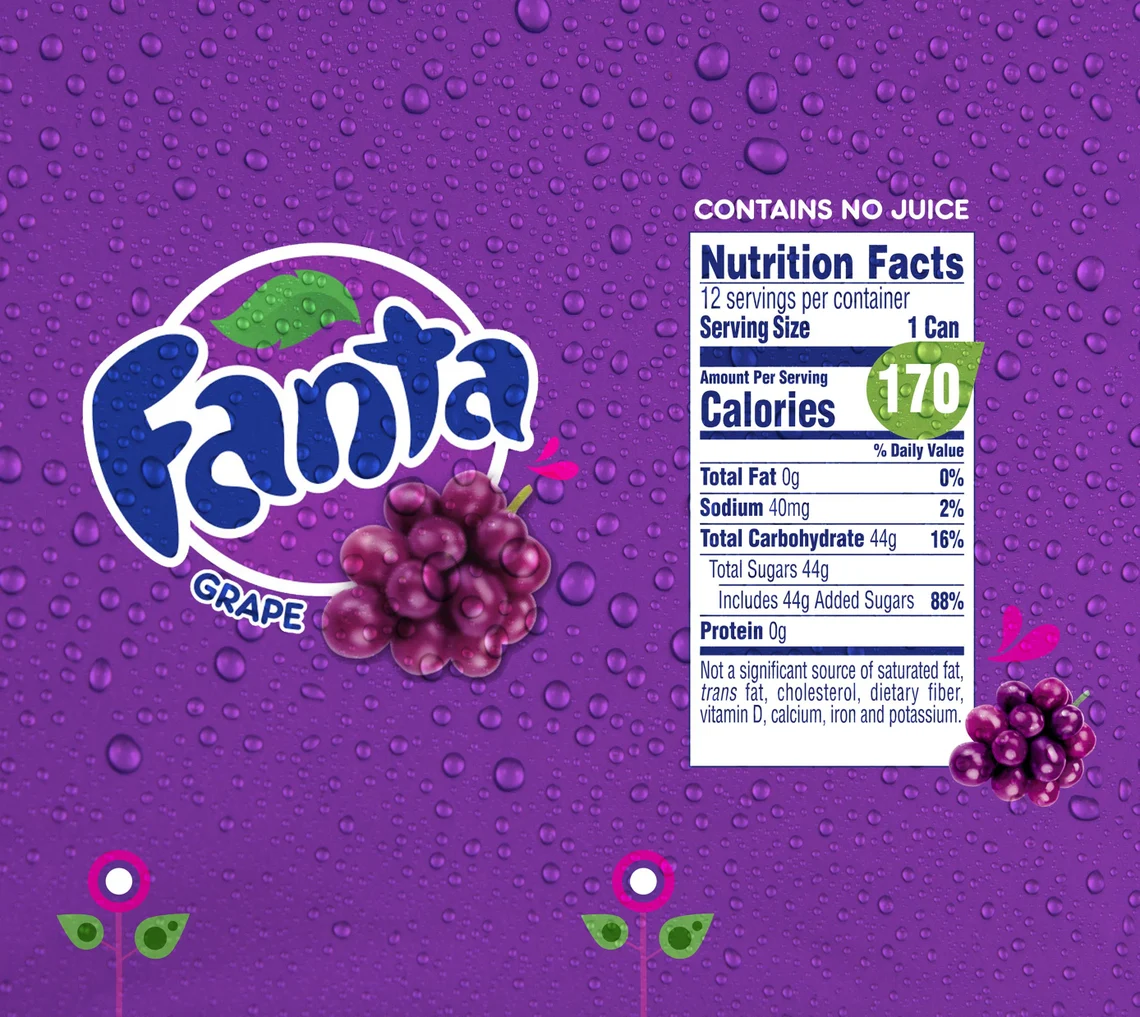 Fanta
GRAPE
CONTAINS NO JUICE
Nutrition Facts
12 servings per container
Serving Size 1 Can
Amount Per Serving
Calories 170
% Daily Value
Total Fat 0g 0%
Sodium 40mg 2%
Total Carbohydrate 44g 16%
Total Sugars 44g
Includes 44g Added Sugars 88%
Protein 0g
Not a significant source of saturated fat,
trans fat, cholesterol, dietary fiber,
vitamin D, calcium, iron and potassium.